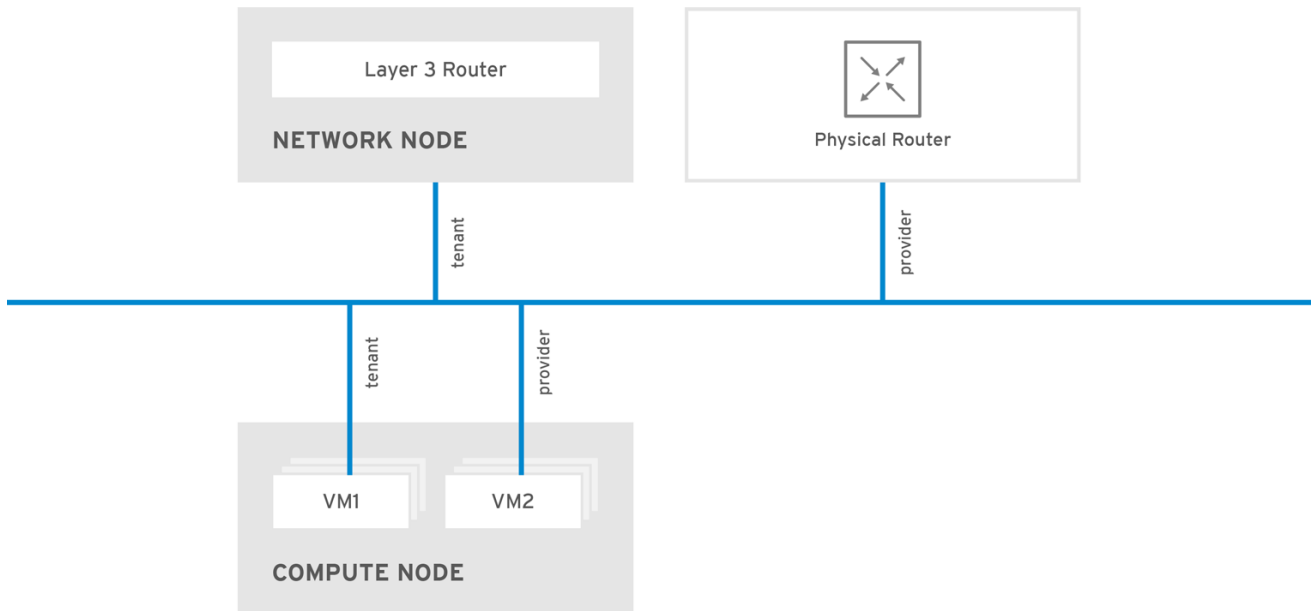 Layer 3 Router
NETWORK NODE
Physical Router
tenant
provider
tenant
provider
VM1
VM2
COMPUTE NODE